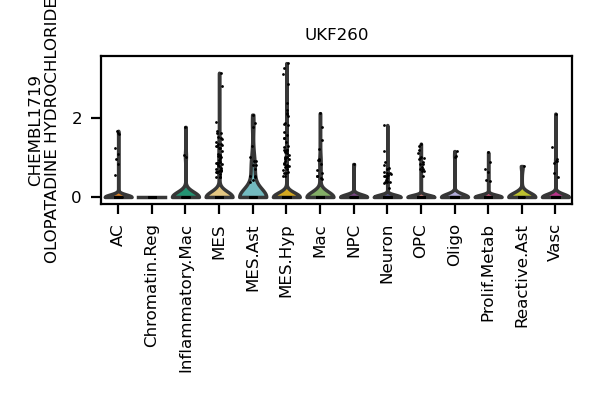 UKF260
CHEMBL1719
OLOPATADINE HYDROCHLORIDE
2
0
AC
Chromatin.Reg
Inflammatory.Mac
MES
MES.Ast
MES.Hyp
Mac
NPC
Neuron
OPC
Oligo
Prolif.Metab
Reactive.Ast
Vasc